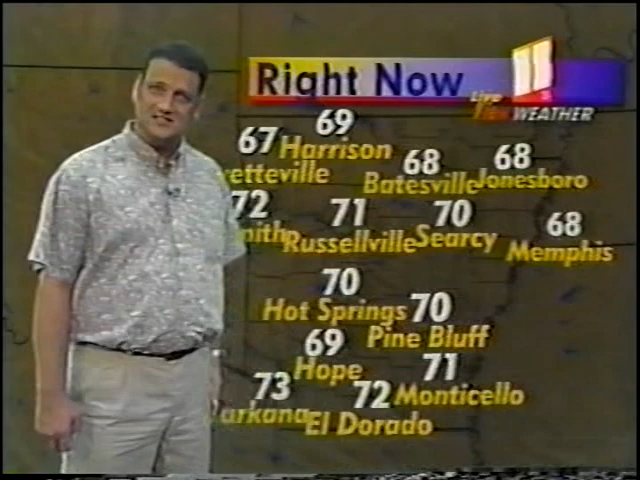 Right Now
11
Live
WEATHER
69
67
Harrison
68
68
etteville
Batesville
Jonesboro
72
71
70
68
mith
Russellville
Searcy
Memphis
70
Hot Springs
70
69
Pine Bluff
Hope
71
73
72
Monticello
arkana
El Dorado